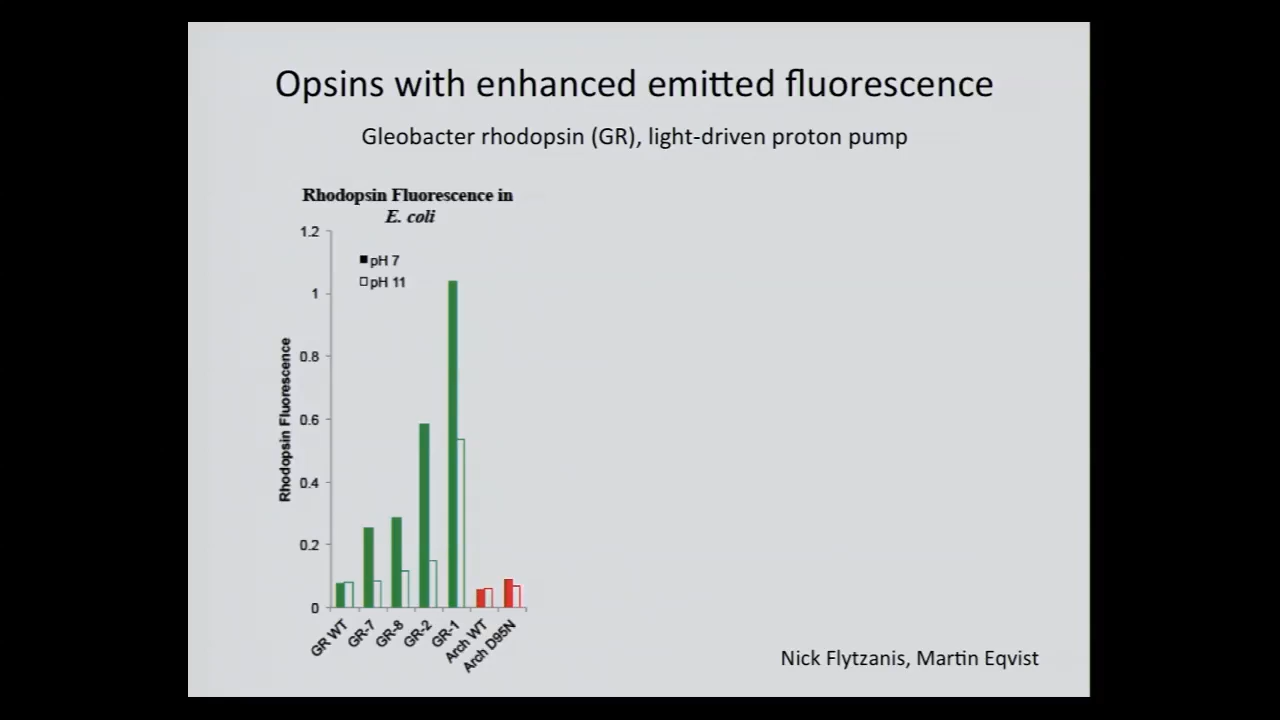 Opsins with enhanced emitted fluorescence
Gleobacter rhodopsin (GR), light-driven proton pump
Rhodopsin Fluorescence in
E. coli
1.2
1
0.8
0.6
0.4
0.2
0
pH 7
pH 11
Rhodopsin Fluorescence
GR WT
GR-7
GR-8
GR-2
GR-1
Arch WT
Arch D95N
Nick Flytzanis, Martin Eqvist